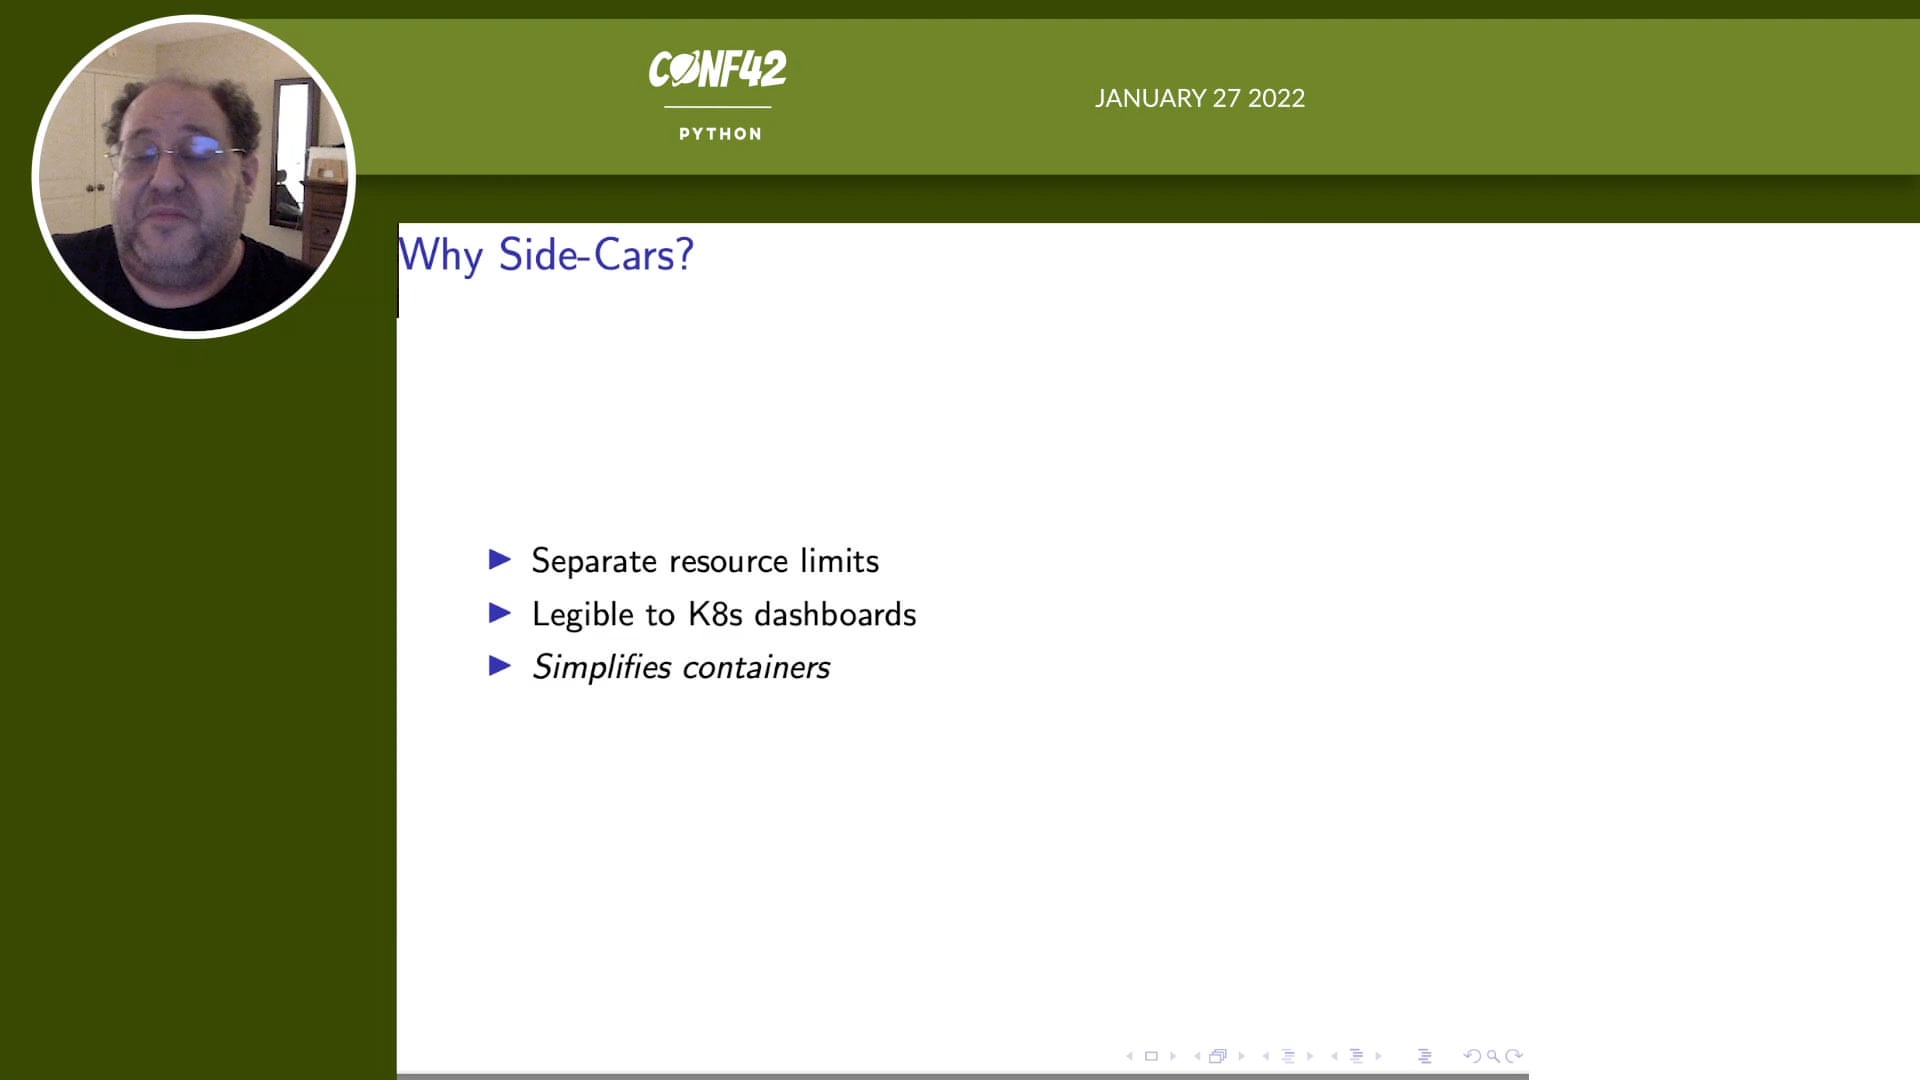 CONF42
PYTHON
JANUARY 27 2022
Why Side-Cars?
Separate resource limits
Legible to K8s dashboards
Simplifies containers